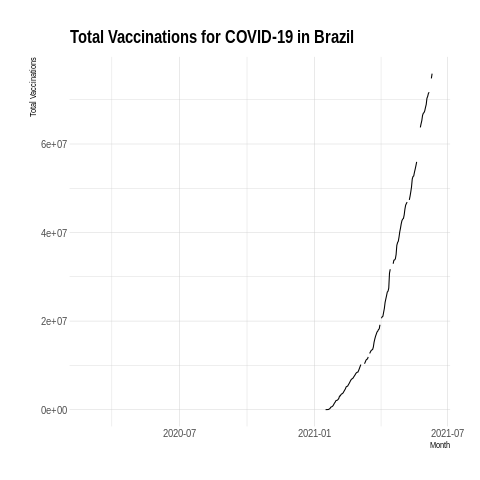 Total Vaccinations for COVID-19 in Brazil
Total Vaccinations
6e+07
4e+07
2e+07
0e+00
2020-07
2021-01
2021-07
Month